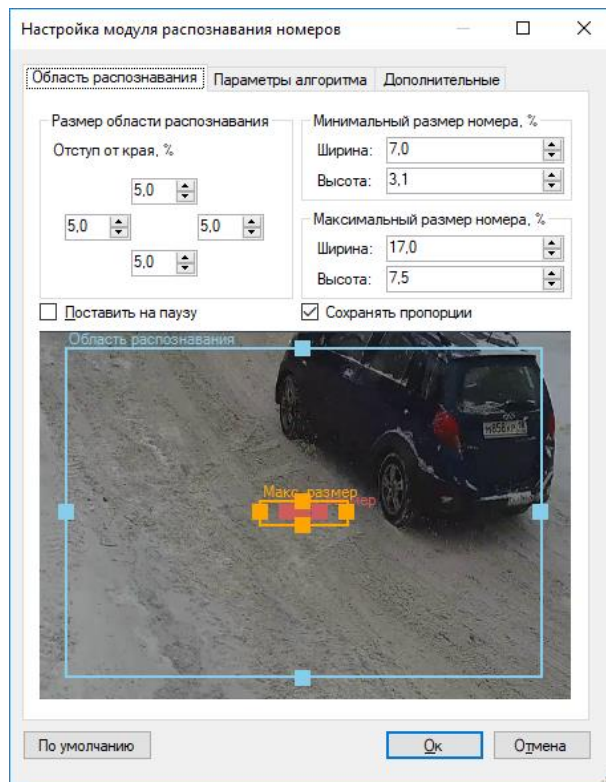 Настройка модуля распознавания номеров
Область распознавания
Параметры алгоритма
Дополнительные
Размер области распознавания
Отступ от края, %
5,0
5,0
5,0
5,0
Минимальный размер номера, %
Ширина: 7,0
Высота: 3,1
Максимальный размер номера, %
Ширина: 17,0
Высота: 7,5
Поставить на паузу
Сохранять пропорции
Область распознавания
Макс. размер
По умолчанию
Ок
Отмена